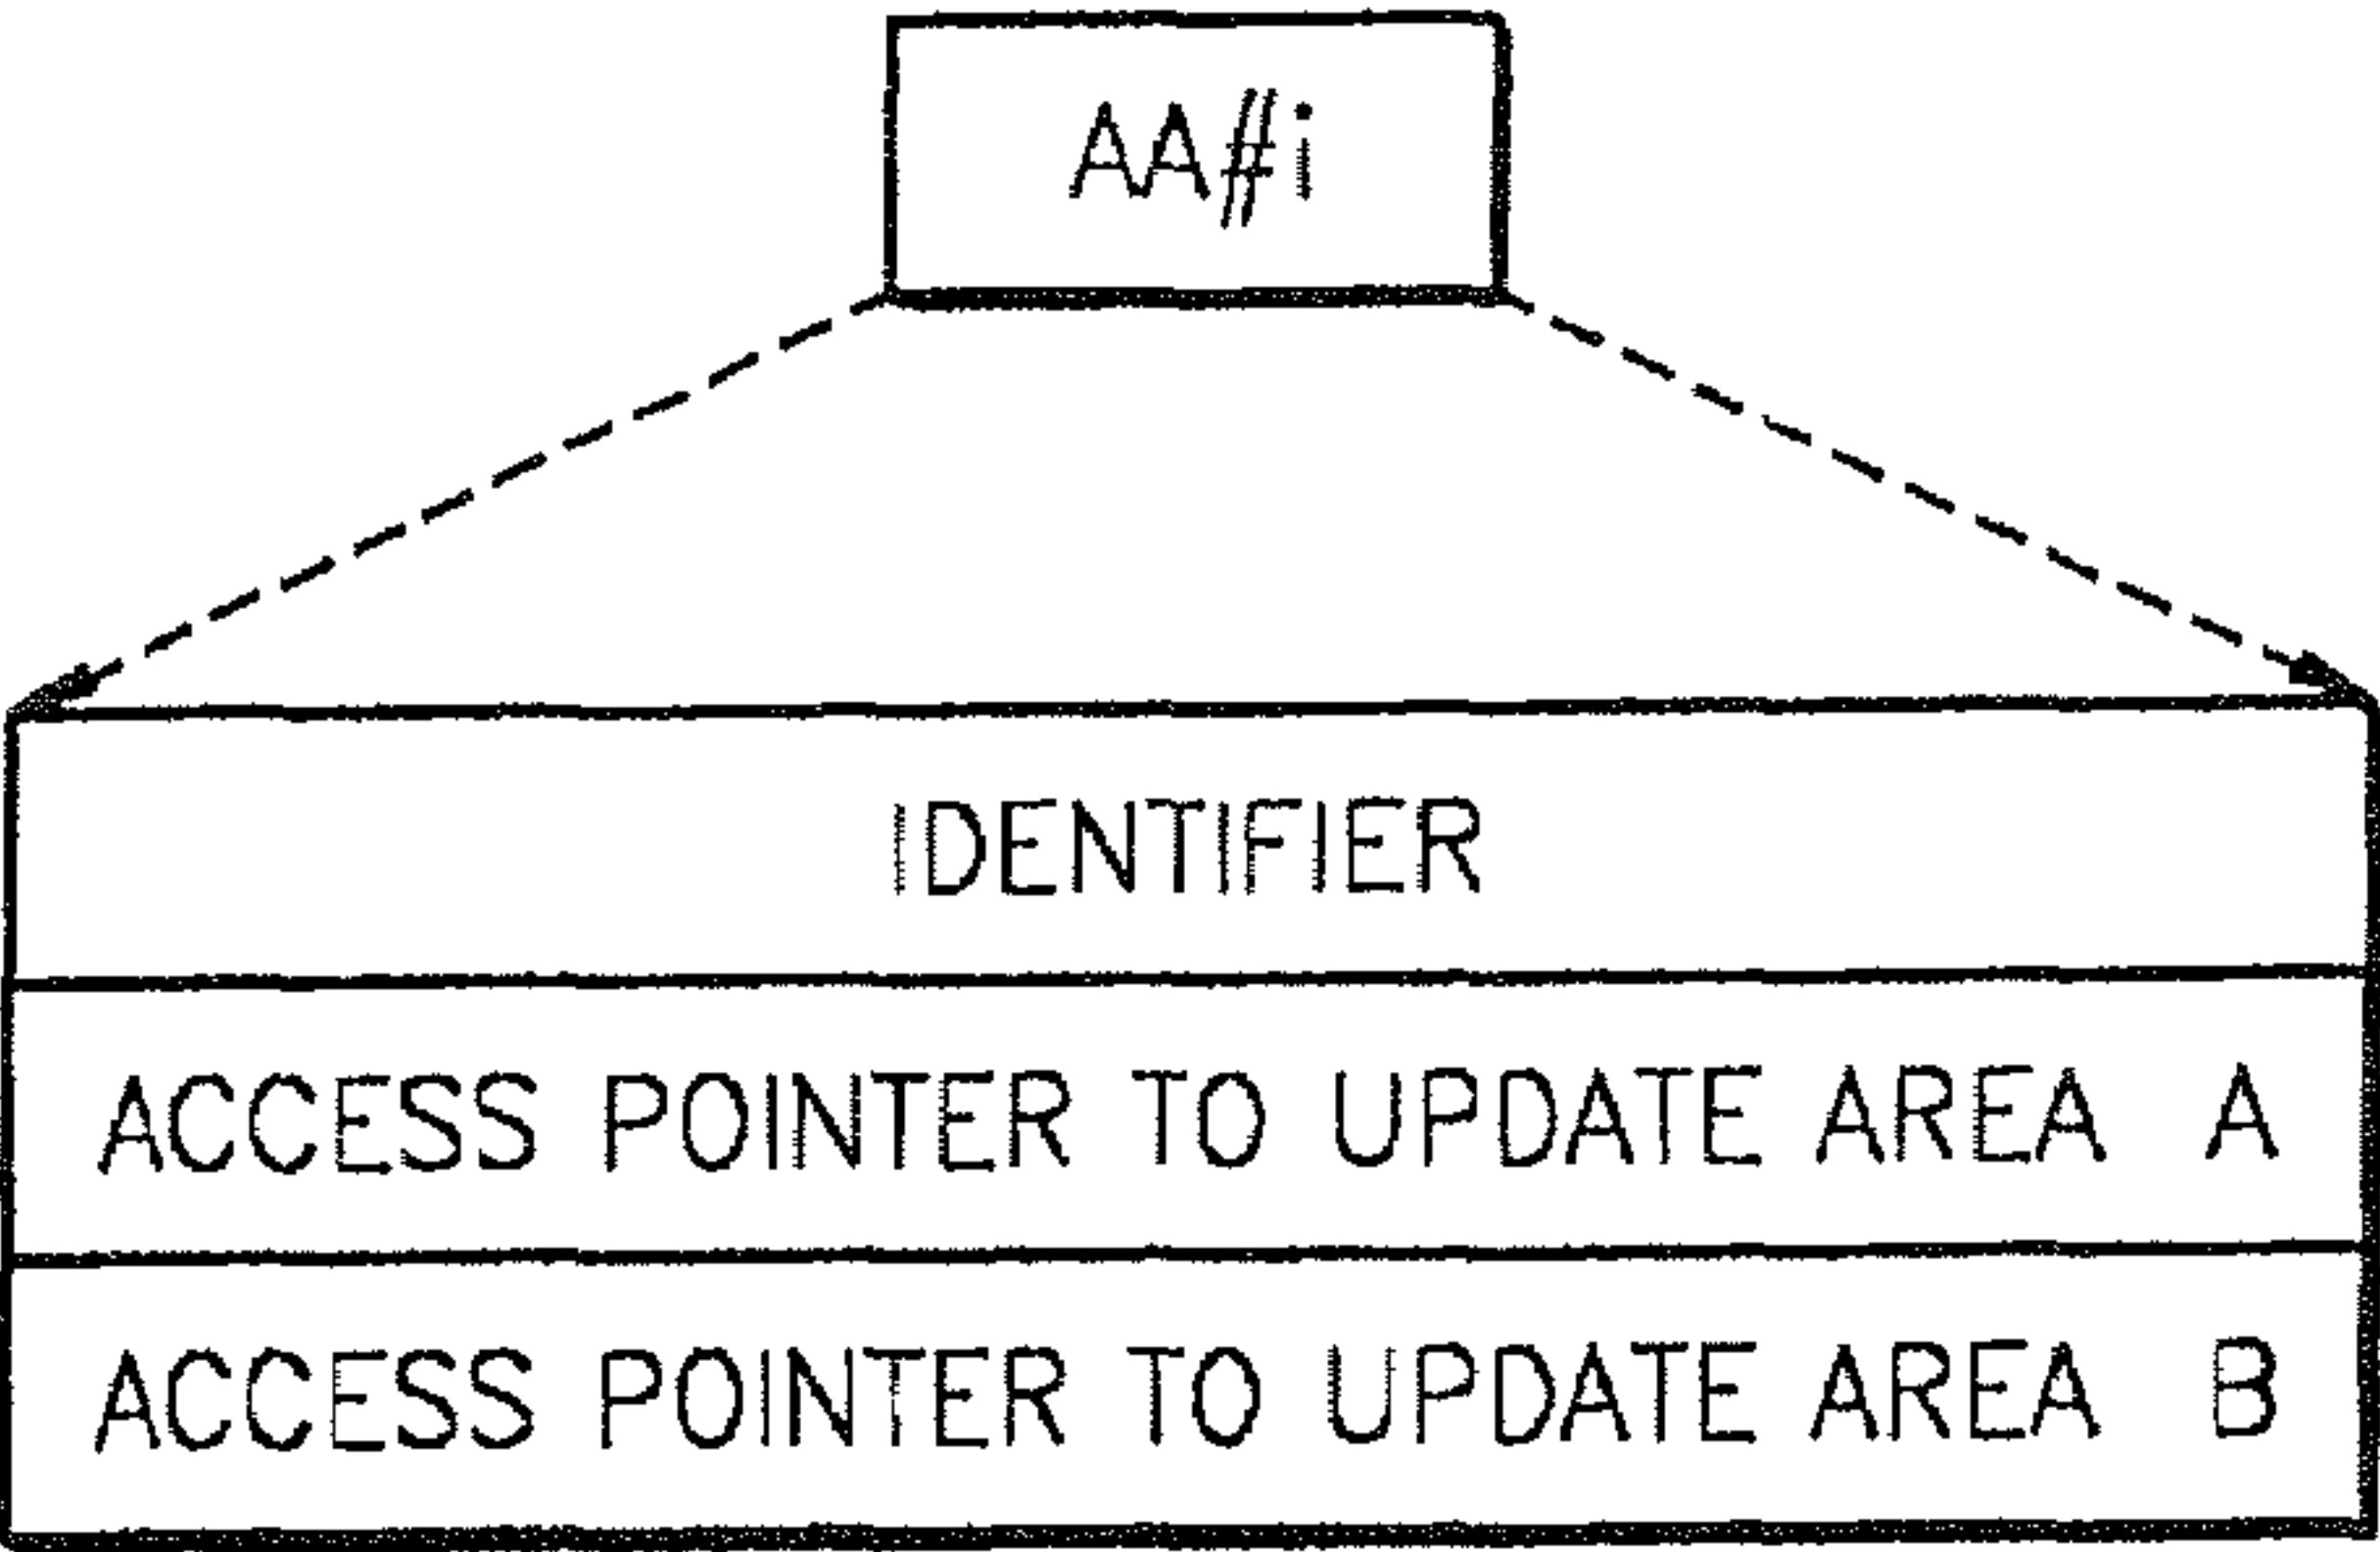 AA#i
IDENTIFIER
ACCESS POINTER TO UPDATE AREA A
ACCESS POINTER TO UPDATE AREA B